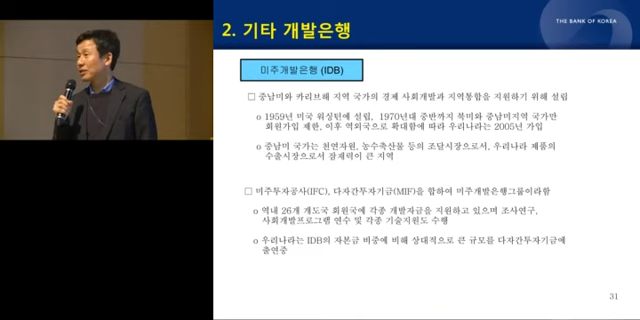 THE BANK OF KOREA
2. 기타 개발은행
미주개발은행 (IDB)
□ 중남미와 카리브해 지역 국가의 경제 사회개발과 지역통합을 지원하기 위해 설립
o 1959년 미국 워싱턴에 설립, 1970년대 중반까지 북미와 중남미지역 국가만
회원가입 제한, 이후 역외국으로 확대함에 따라 우리나라는 2005년 가입
o 중남미 국가는 천연자원, 농수축산물 등의 조달시장으로서, 우리나라 제품의
수출시장으로서 잠재력이 큰 지역
□ 미주투자공사(IFC), 다자간투자기금(MIF)을 합하여 미주개발은행그룹이라함
o 역내 26개 개도국 회원국에 각종 개발자금을 지원하고 있으며 조사연구,
사회개발프로그램 연수 및 각종 기술지원도 수행
o 우리나라는 IDB의 자본금 비중에 비해 상대적으로 큰 규모를 다자간투자기금에
출연중
31